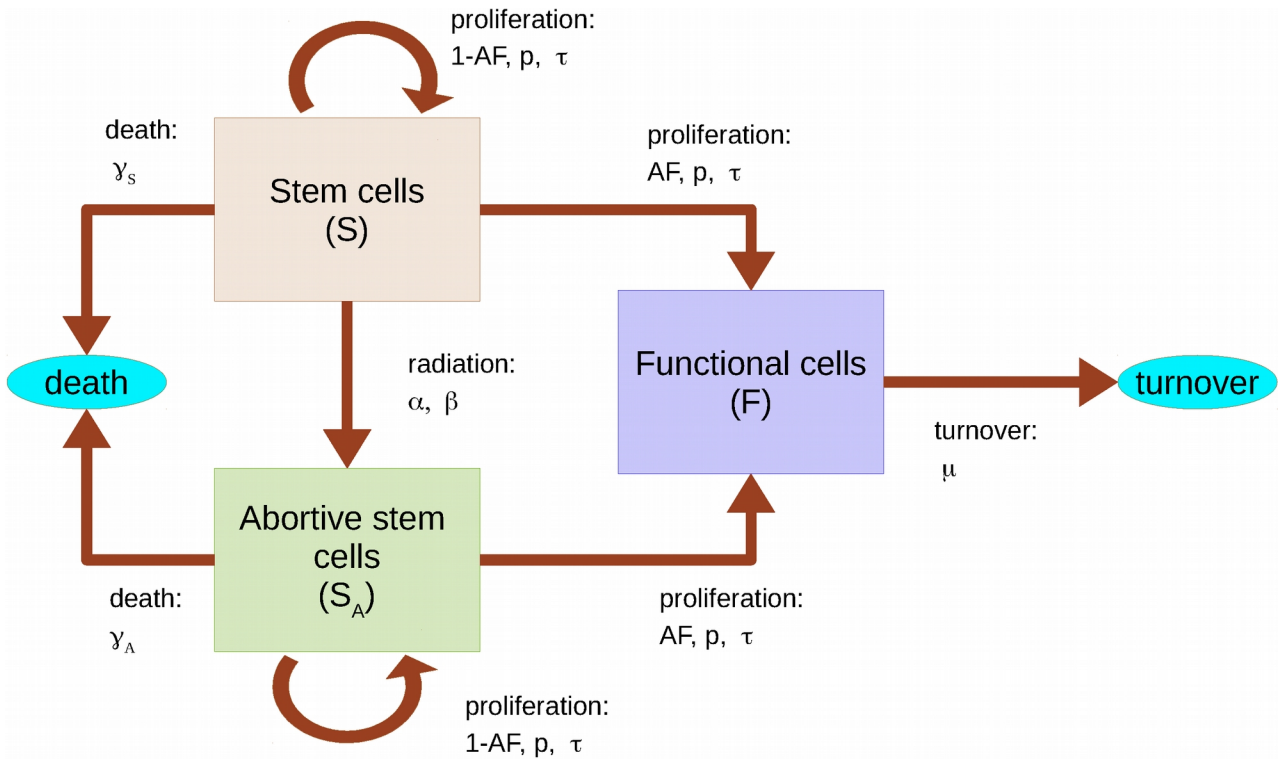 proliferation:
1-AF, p, τ
death:
γS
proliferation:
AF, p, τ
Stem cells
(S)
radiation:
α, β
Functional cells
(F)
death
turnover
turnover:
μ
Abortive stem
cells
(SA)
death:
γA
proliferation:
AF, p, τ
proliferation:
1-AF, p, τ